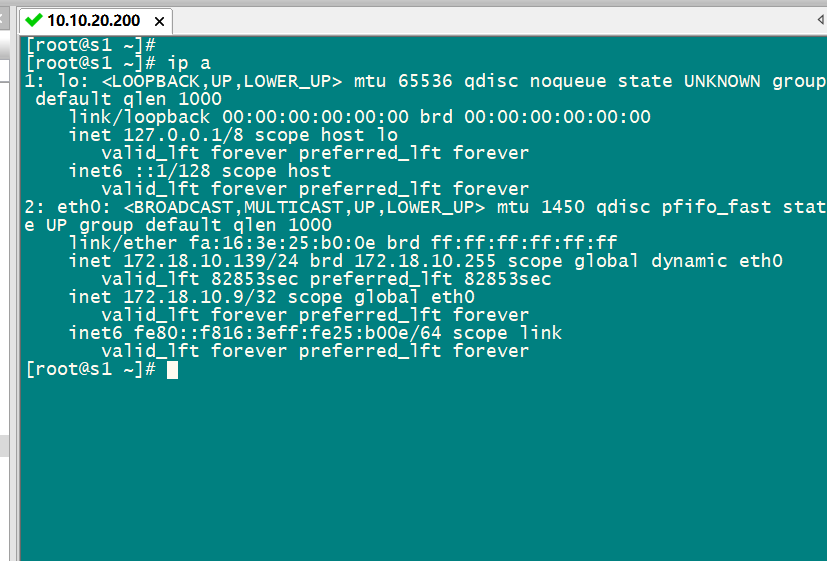 10.10.20.200 ×
[root@s1 ~]#
[root@s1 ~]# ip a
1: lo: <LOOPBACK,UP,LOWER_UP> mtu 65536 qdisc noqueue state UNKNOWN group
 default qlen 1000
    link/loopback 00:00:00:00:00:00 brd 00:00:00:00:00:00
    inet 127.0.0.1/8 scope host lo
       valid_lft forever preferred_lft forever
    inet6 ::1/128 scope host
       valid_lft forever preferred_lft forever
2: eth0: <BROADCAST,MULTICAST,UP,LOWER_UP> mtu 1450 qdisc pfifo_fast stat
e UP group default qlen 1000
    link/ether fa:16:3e:25:b0:0e brd ff:ff:ff:ff:ff:ff
    inet 172.18.10.139/24 brd 172.18.10.255 scope global dynamic eth0
       valid_lft 82853sec preferred_lft 82853sec
    inet 172.18.10.9/32 scope global eth0
       valid_lft forever preferred_lft forever
    inet6 fe80::f816:3eff:fe25:b00e/64 scope link
       valid_lft forever preferred_lft forever
[root@s1 ~]#